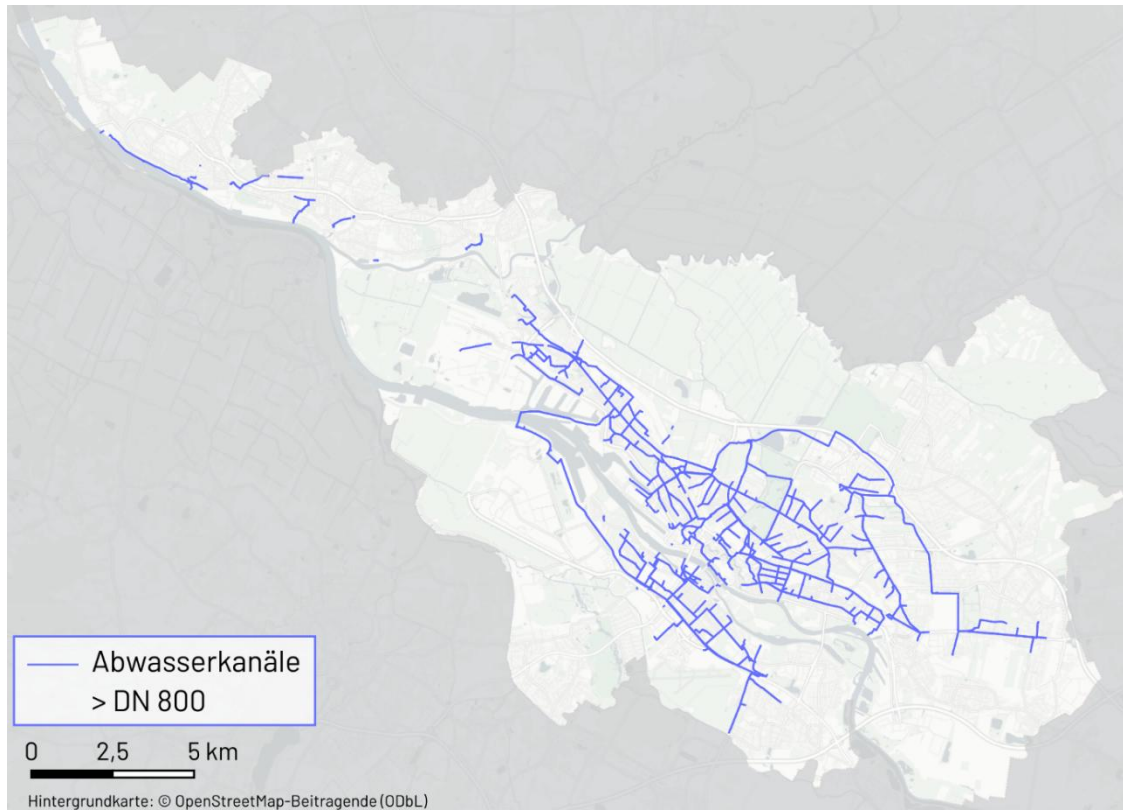 Abwasserkanäle
> DN 800
0 2,5 5 km
Hintergrundkarte: © OpenStreetMap-Beitragende (ODbL)